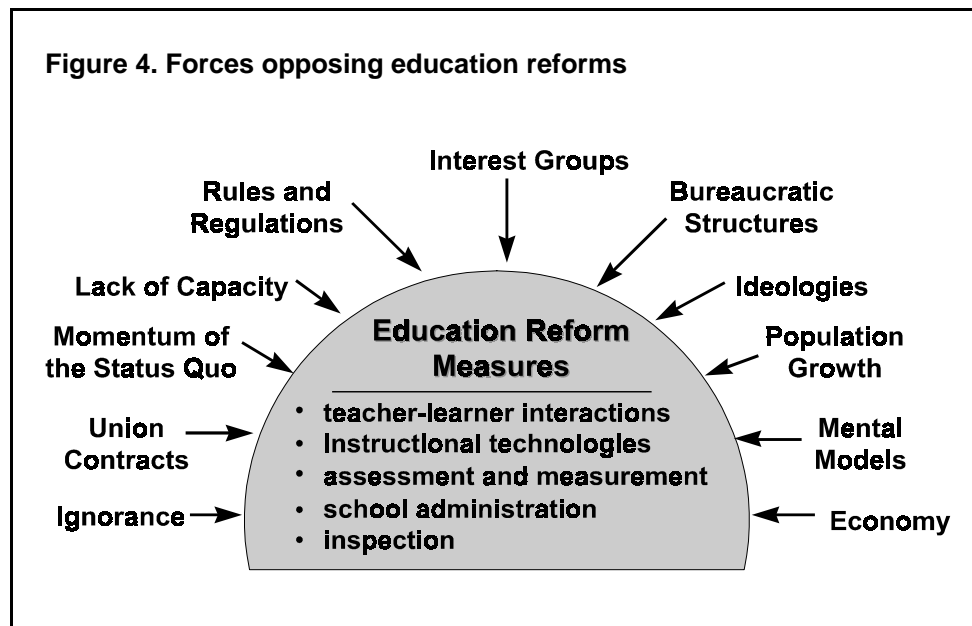 Figure 4. Forces opposing education reforms
Interest Groups
Rules and
Regulations
Bureaucratic
Structures
Lack of Capacity
Ideologies
Momentum of
the Status Quo
Population
Growth
Union
Contracts
Mental
Models
Ignorance
Economy
Education Reform
Measures
• teacher-learner interactions
• Instructional technologies
• assessment and measurement
• school administration
• inspection